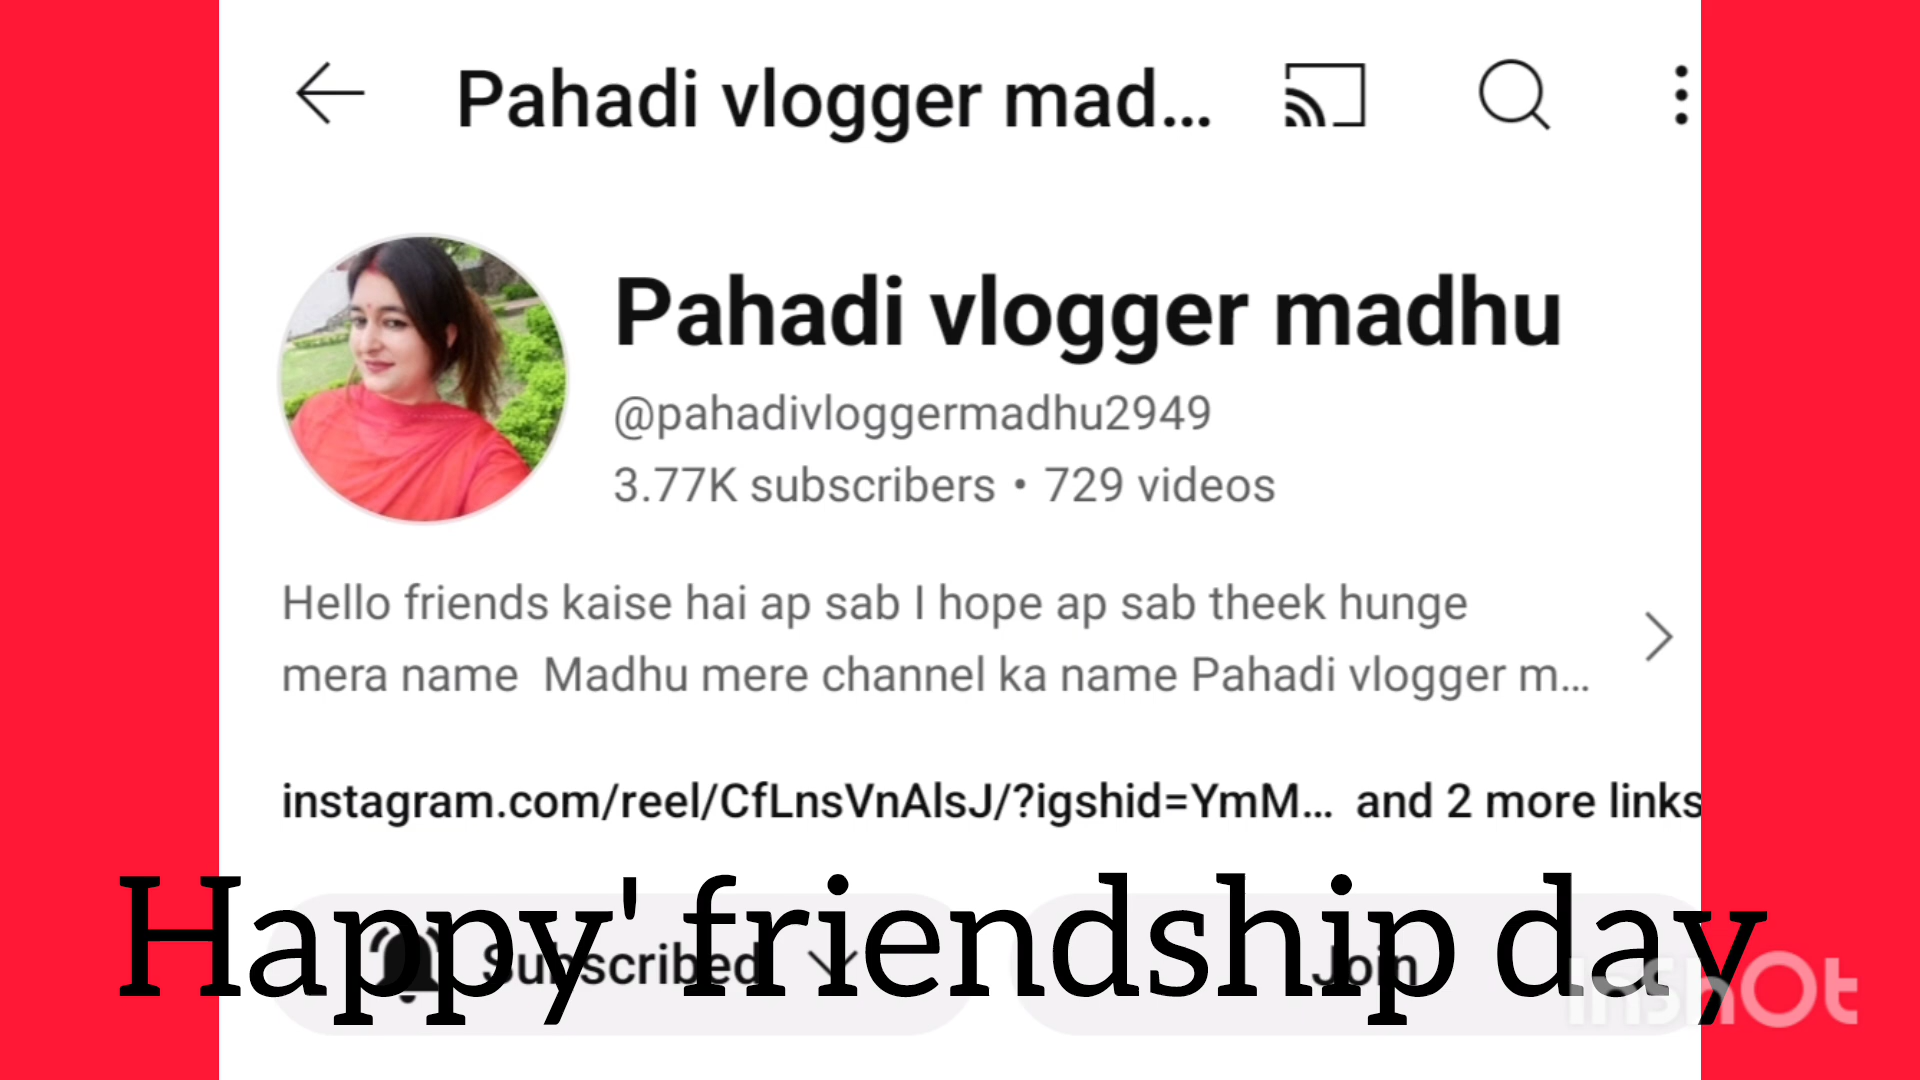 Pahadi vlogger mad...
Pahadi vlogger madhu
@pahadivloggermadhu2949
3.77K subscribers • 729 videos
Hello friends kaise hai ap sab I hope ap sab theek hunge
mera name Madhu mere channel ka name Pahadi vlogger m...
instagram.com/reel/CfLnsVnAlsJ/?igshid=YmM... and 2 more links
Happy' friendship day
Subscribed
Join
InShOt